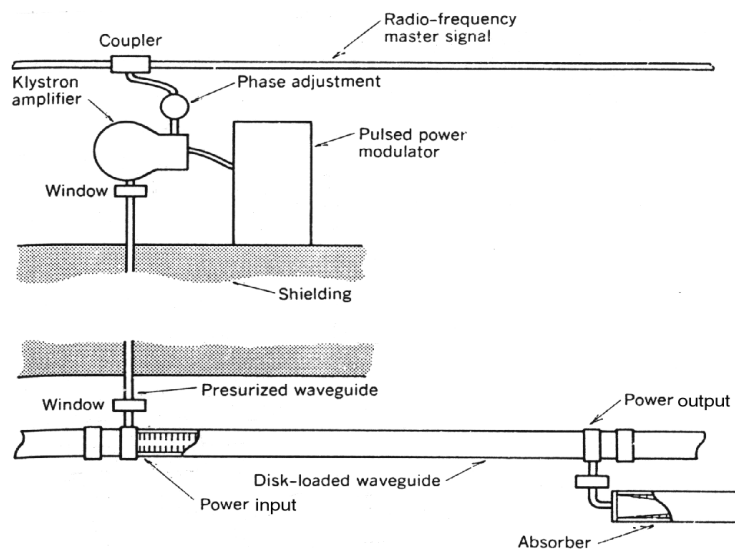 Radio-frequency
master signal
Coupler
Klystron
amplifier
Phase adjustment
Pulsed power
modulator
Window
Shielding
Presurized waveguide
Window
Power output
Disk-loaded waveguide
Power input
Absorber